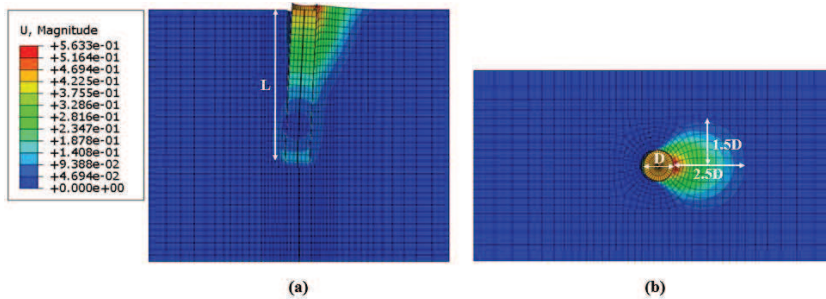 U, Magnitude
+5.633e-01
+5.164e-01
+4.694e-01
+4.225e-01
+3.755e-01
+3.286e-01
+2.816e-01
+2.347e-01
+1.878e-01
+1.408e-01
+9.388e-02
+4.694e-02
+0.000e+00
L
D
1.5D
2.5D
(a)
(b)